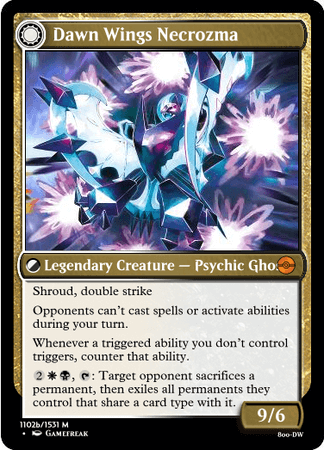 Dawn Wings Necrozma
Legendary Creature — Psychic Gho
Shroud, double strike
Opponents can't cast spells or activate abilities
during your turn.
Whenever a triggered ability you don't control
triggers, counter that ability.
2 , : Target opponent sacrifices a
permanent, then exiles all permanents they
control that share a card type with it.
9/6
1102b/1531 M
• Gamefreak
800-DW